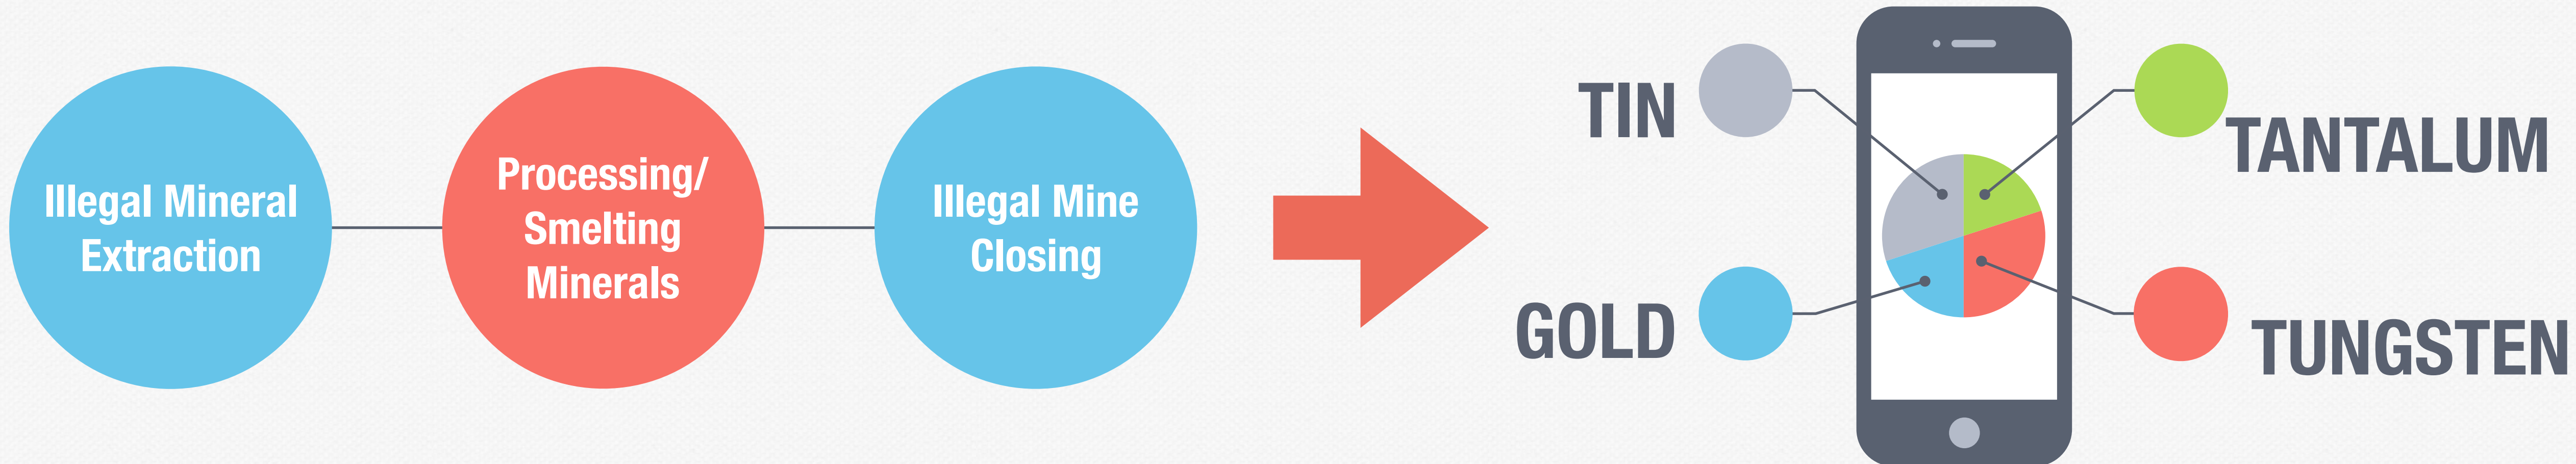 Illegal Mineral
Extraction
Processing/
Smelting
Minerals
Illegal Mine
Closing
TIN
GOLD
TANTALUM
TUNGSTEN